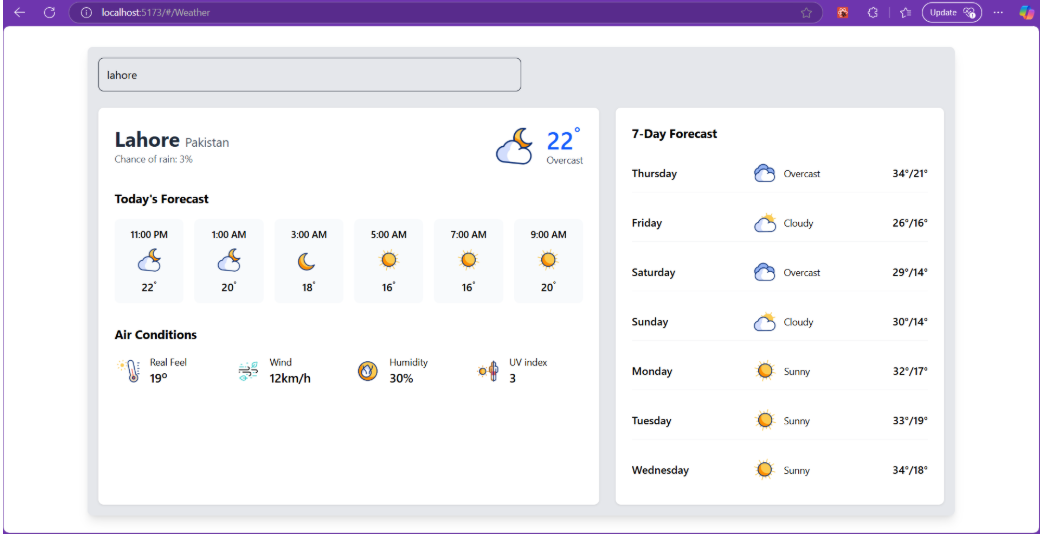 localhost:5173/#/Weather
Update
lahore
Lahore Pakistan
Chance of rain: 3%
22°
Overcast
Today's Forecast
11:00 PM 1:00 AM 3:00 AM 5:00 AM 7:00 AM 9:00 AM
22° 20° 18° 16° 16° 20°
Air Conditions
Real Feel Wind Humidity UV index
19° 12km/h 30% 3
7-Day Forecast
Thursday Overcast 34°/21°
Friday Cloudy 26°/16°
Saturday Overcast 29°/14°
Sunday Cloudy 30°/14°
Monday Sunny 32°/17°
Tuesday Sunny 33°/19°
Wednesday Sunny 34°/18°